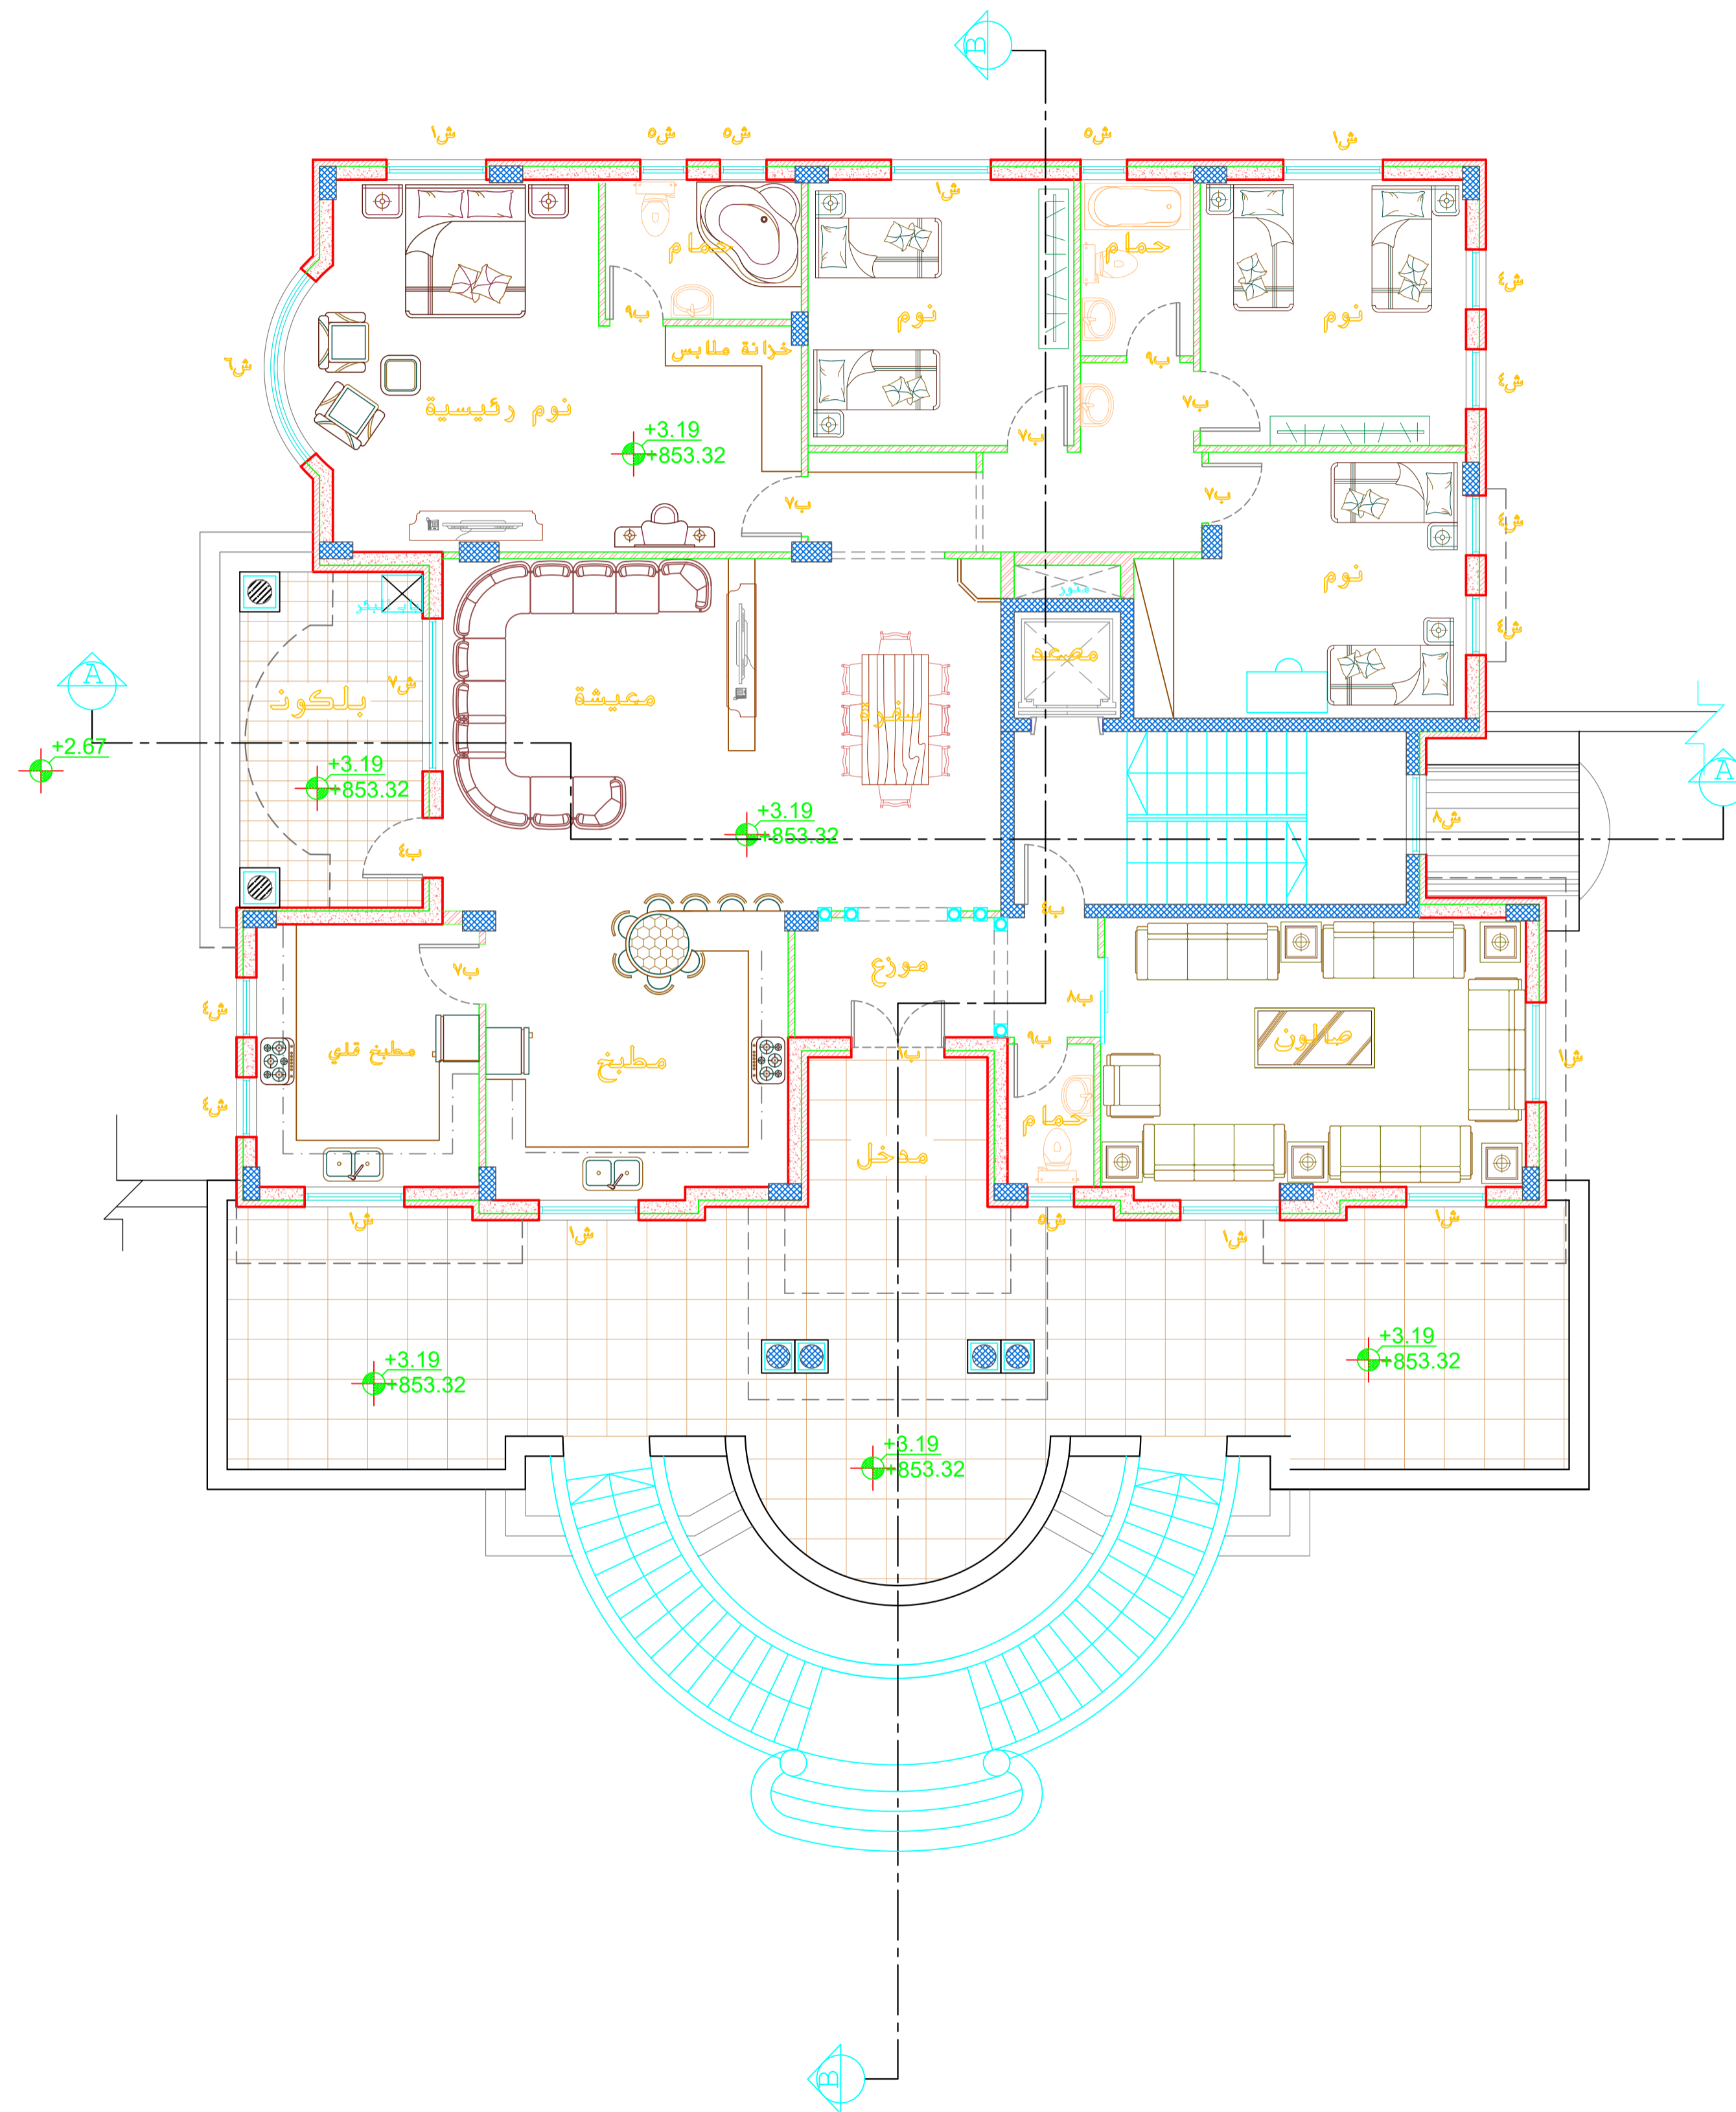 B
ش١
ش٥
ش٥
ش٥
ش١
ش١
حمام
حمام
ش٤
ب٩
نوم
نوم
خزانة ملابس
ب٩
ش٦
ش٤
نوم رئيسية
ب٧
+3.19
+853.32
ب٧
ب٧
ب٧
ش٤
نوم
منور
ش٤
مصعد
A
ش٧
بلكونـ
معيشة
سفرة
+2.67
+3.19
+853.32
A
+3.19
+853.32
ش٨
ب٤
ب٤
ب٧
موزع
ب٨
ش٤
مطبخ قلي
مطبخ
ب٦
ب٩
صالون
ش١
ش٤
حمام
مدخل
ش١
ش١
ش٥
ش١
ش١
+3.19
+853.32
+3.19
+853.32
+3.19
+853.32
B